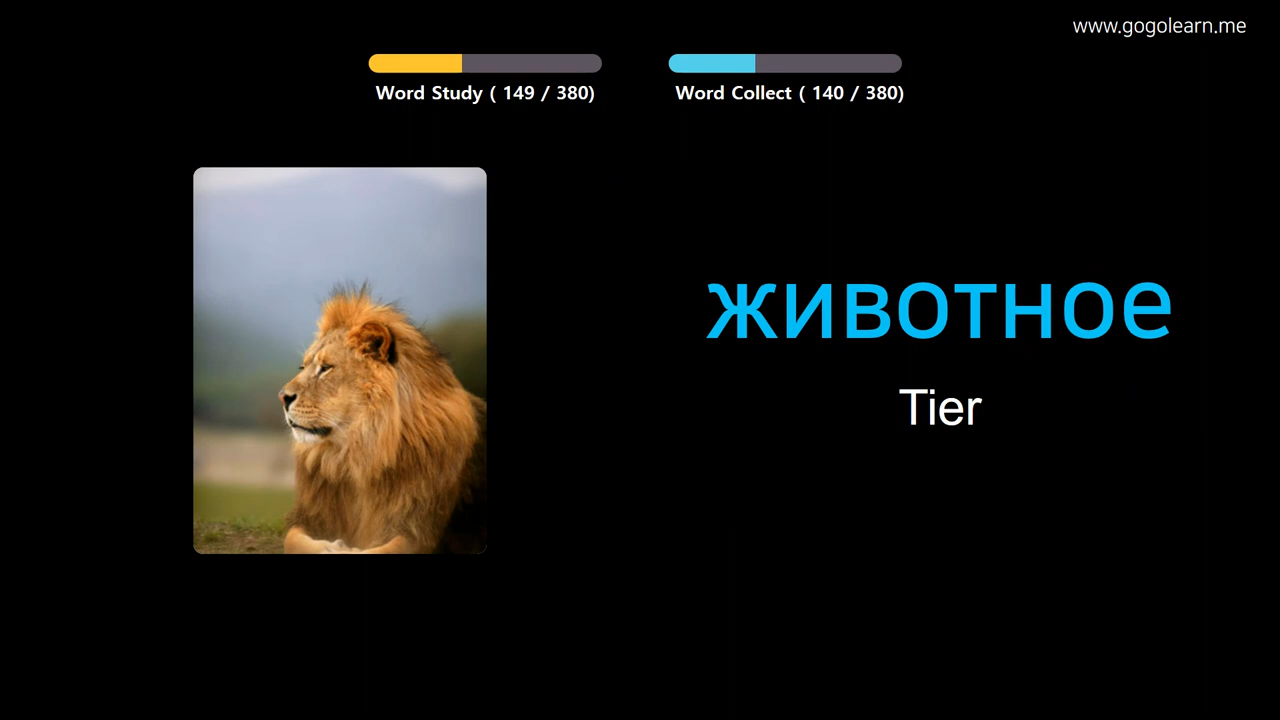 www.gogolearn.me
Word Study ( 149 / 380)
Word Collect ( 140 / 380)
животное
Tier